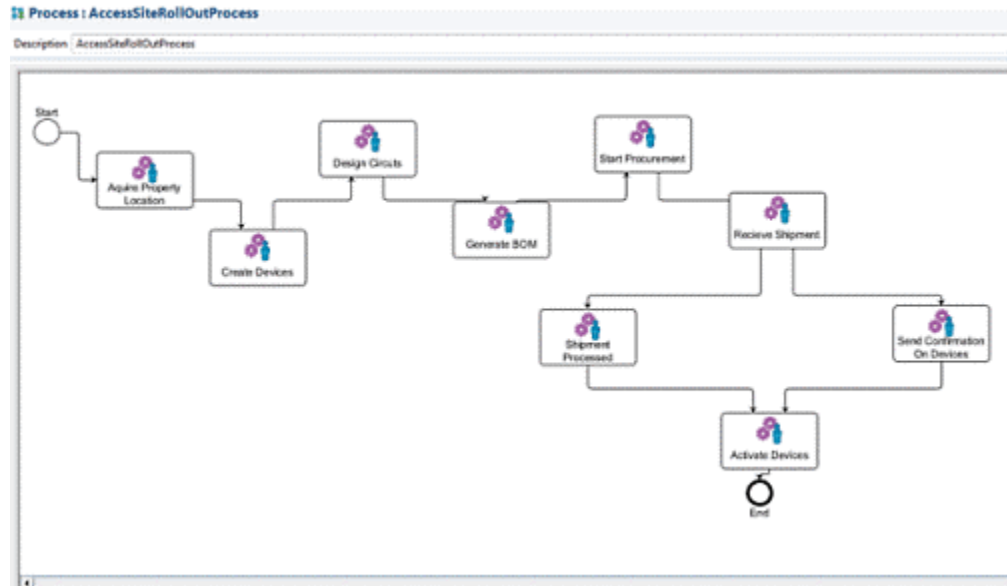 Process : AccessSiteRollOutProcess
Description AccessSiteRollOutProcess
Start
Aquire Property
Location
Create Devices
Design Circuts
Generate BOM
Start Procurement
Recieve Shipment
Shipment
Processed
Send Confirmation
On Devices
Activate Devices
End